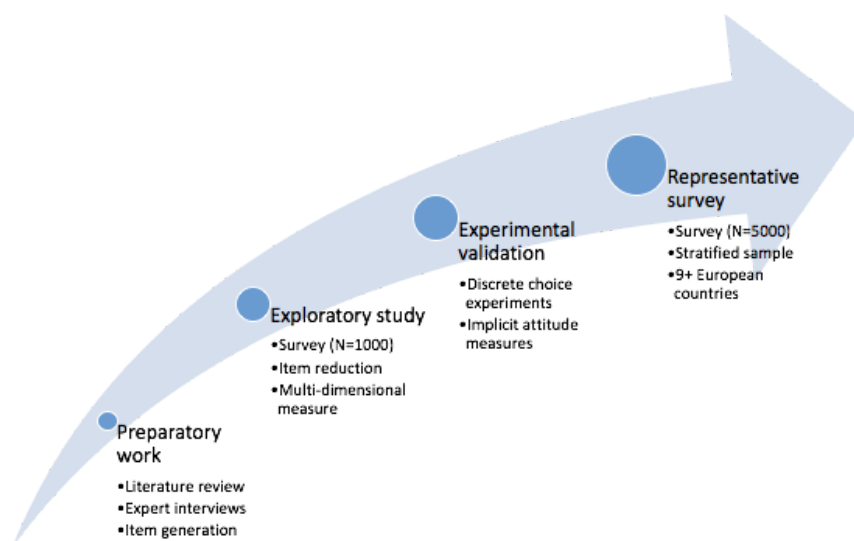 Preparatory
work
•Literature review
•Expert interviews
•Item generation
Exploratory study
•Survey (N=1000)
•Item reduction
•Multi-dimensional
measure
Experimental
validation
•Discrete choice
experiments
•Implicit attitude
measures
Representative
survey
•Survey (N=5000)
•Stratified sample
•9+ European
countries